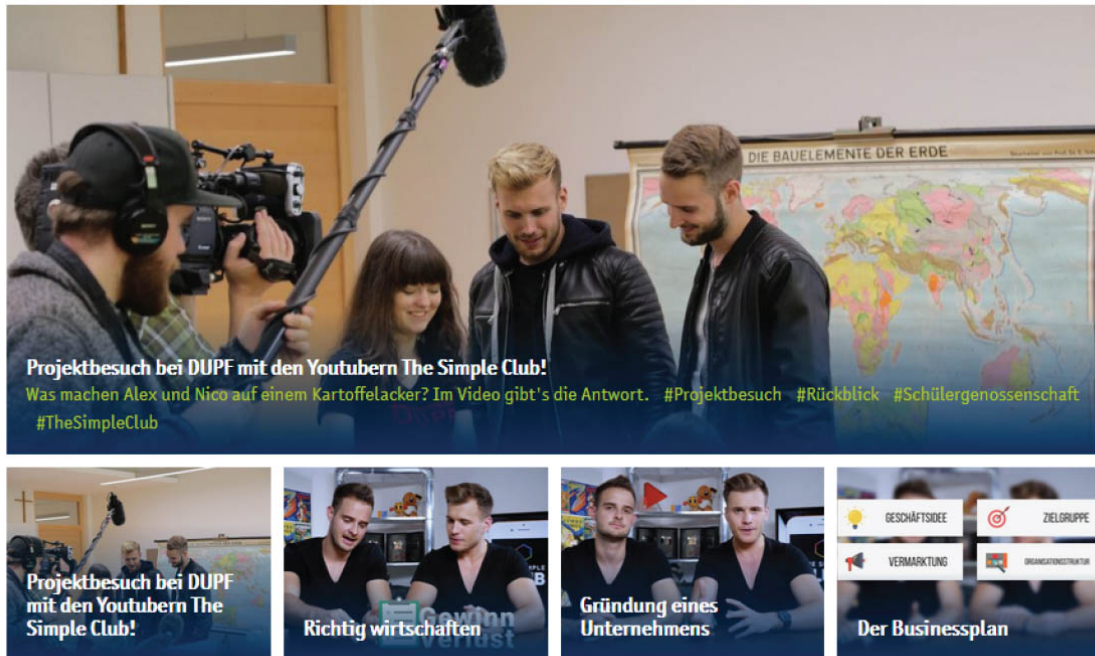 DIE BAUELEMENTE DER ERDE
Projektbesuch bei DUPF mit den Youtubern The Simple Club!
Was machen Alex und Nico auf einem Kartoffelacker? Im Video gibt's die Antwort. #Projektbesuch #Rückblick #Schülergenossenschaft
#TheSimpleClub
Projektbesuch bei DUPF
mit den Youtubern The
Simple Club!
Gewinn
Verlust
Richtig wirtschaften
Gründung eines
Unternehmens
GESCHÄFTSIDEE
ZIELGRUPPE
VERMARKTUNG
ORGANISATIONSSTRUKTUR
Der Businessplan